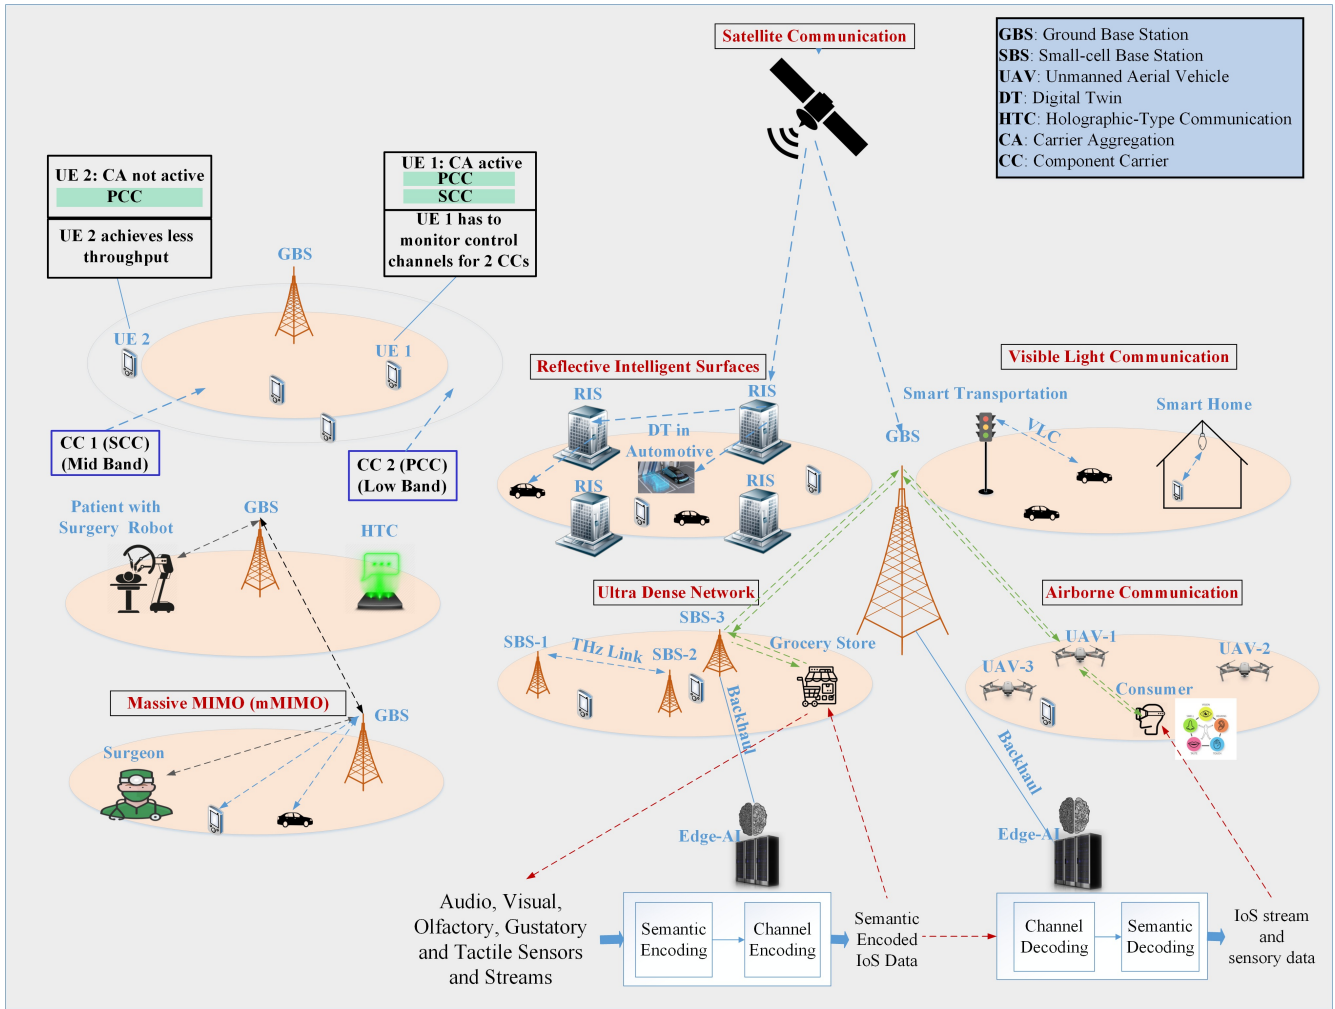 Satellite Communication
GBS: Ground Base Station
SBS: Small-cell Base Station
UAV: Unmanned Aerial Vehicle
DT: Digital Twin
HTC: Holographic-Type Communication
CA: Carrier Aggregation
CC: Component Carrier
UE 2: CA not active
PCC
UE 2 achieves less
throughput
UE 1: CA active
PCC
SCC
UE 1 has to
monitor control
channels for 2 CCs
GBS
UE 2
UE 1
CC 1 (SCC)
(Mid Band)
CC 2 (PCC)
(Low Band)
Reflective Intelligent Surfaces
RIS
RIS
DT in
Automotive
RIS
RIS
GBS
Visible Light Communication
Smart Transportation
VLC
Smart Home
Patient with
Surgery Robot
GBS
HTC
Massive MIMO (mMIMO)
GBS
Surgeon
Ultra Dense Network
SBS-3
SBS-1
THz Link
SBS-2
Grocery Store
Backhaul
Airborne Communication
UAV-1
UAV-2
UAV-3
Consumer
Backhaul
Edge-AI
Edge-AI
Audio, Visual,
Olfactory, Gustatory
and Tactile Sensors
and Streams
Semantic
Encoding
Channel
Encoding
Semantic
Encoded
IoS Data
Channel
Decoding
Semantic
Decoding
IoS stream
and
sensory data